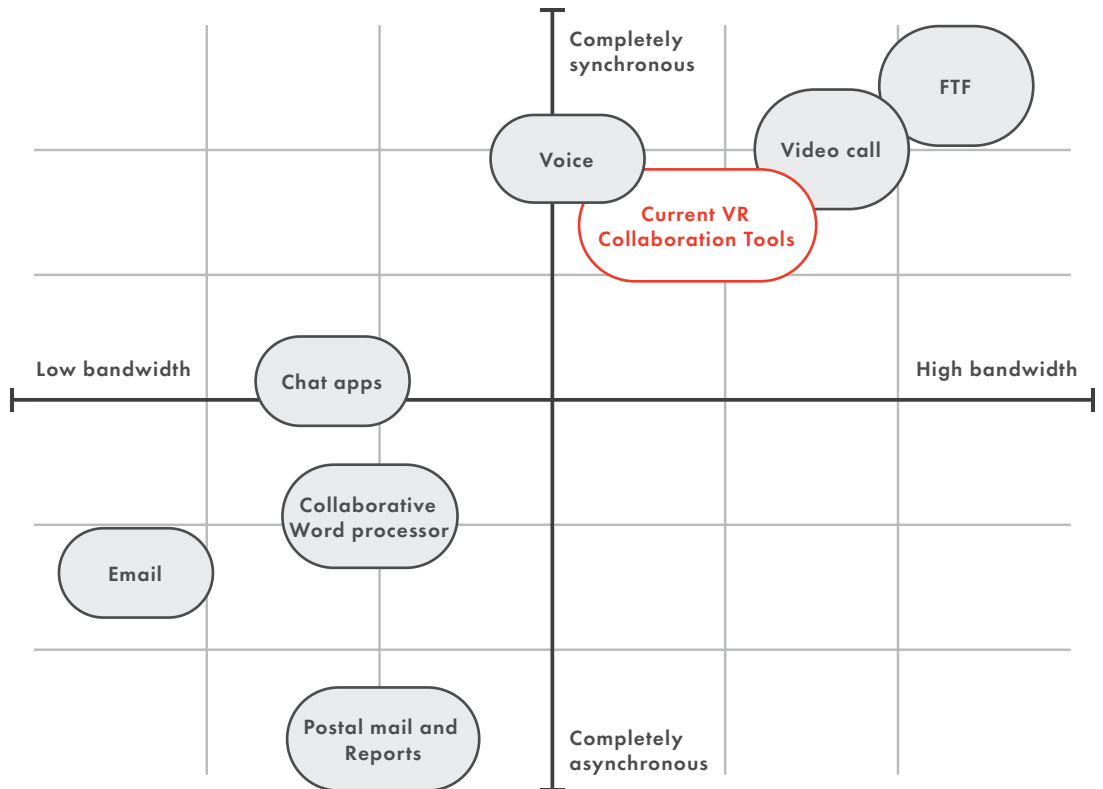 Completely
synchronous
FTF
Video call
Voice
Current VR
Collaboration Tools
Low bandwidth
High bandwidth
Chat apps
Collaborative
Word processor
Email
Postal mail and
Reports
Completely
asynchronous